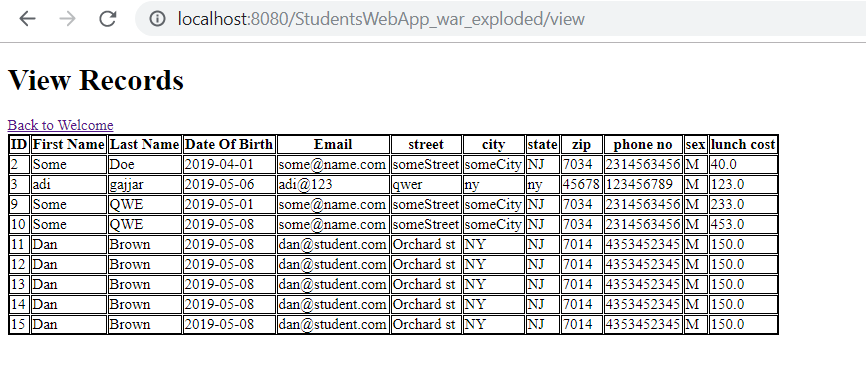 localhost:8080/StudentsWebApp_war_exploded/view
View Records
Back to Welcome
ID First Name Last Name Date Of Birth Email street city state zip phone no sex lunch cost
2 Some Doe 2019-04-01 some@name.com someStreet someCity NJ 7034 2314563456 M 40.0
3 adi gajjar 2019-05-06 adi@123 qwer ny ny 45678 123456789 M 123.0
9 Some QWE 2019-05-01 some@name.com someStreet someCity NJ 7034 2314563456 M 233.0
10 Some QWE 2019-05-08 some@name.com someStreet someCity NJ 7034 2314563456 M 453.0
11 Dan Brown 2019-05-08 dan@student.com Orchard st NY NJ 7014 4353452345 M 150.0
12 Dan Brown 2019-05-08 dan@student.com Orchard st NY NJ 7014 4353452345 M 150.0
13 Dan Brown 2019-05-08 dan@student.com Orchard st NY NJ 7014 4353452345 M 150.0
14 Dan Brown 2019-05-08 dan@student.com Orchard st NY NJ 7014 4353452345 M 150.0
15 Dan Brown 2019-05-08 dan@student.com Orchard st NY NJ 7014 4353452345 M 150.0